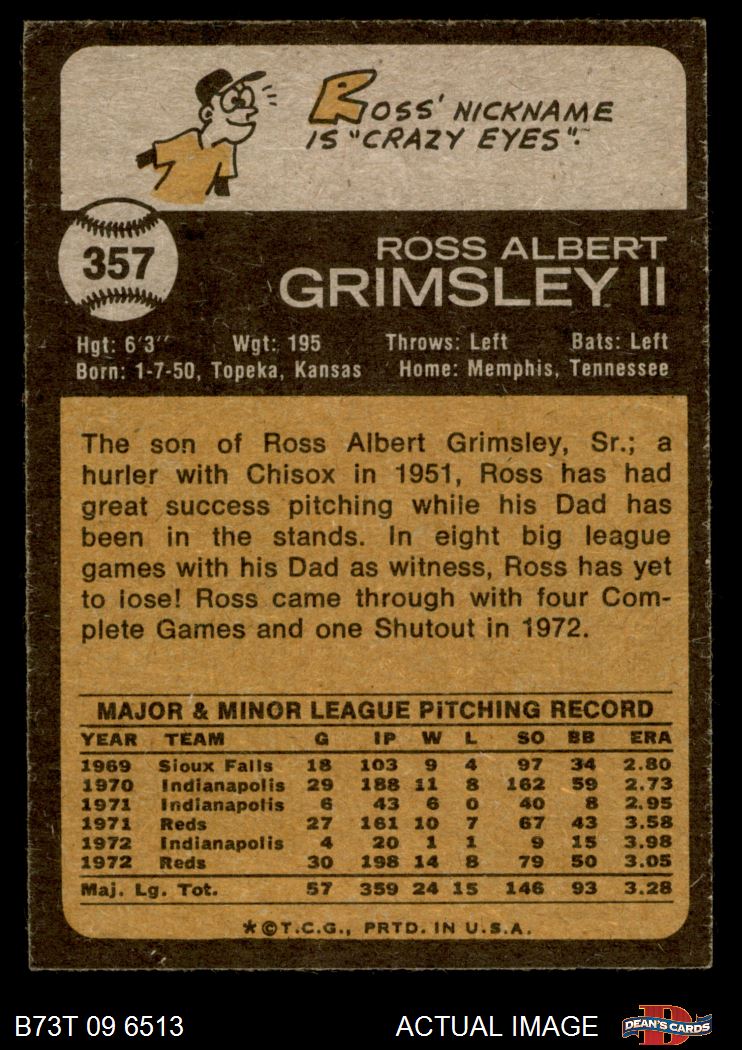 ROSS' NICKNAME
IS "CRAZY EYES".
357
ROSS ALBERT
GRIMSLEY II
Hgt: 6'3" Wgt: 195 Throws: Left Bats: Left
Born: 1-7-50, Topeka, Kansas Home: Memphis, Tennessee
The son of Ross Albert Grimsley, Sr.; a
hurler with Chisox in 1951, Ross has had
great success pitching while his Dad has
been in the stands. In eight big league
games with his Dad as witness, Ross has yet
to lose! Ross came through with four Com-
plete Games and one Shutout in 1972.
MAJOR & MINOR LEAGUE PITCHING RECORD
YEAR TEAM G IP W L SO BB ERA
1969 Sioux Falls 18 103 9 4 97 34 2.80
1970 Indianapolis 29 188 11 8 162 59 2.73
1971 Indianapolis 6 43 6 0 40 8 2.95
1971 Reds 27 161 10 7 67 43 3.58
1972 Indianapolis 4 20 1 1 9 15 3.98
1972 Reds 30 198 14 8 79 50 3.05
Maj. Lg. Tot. 57 359 24 15 146 93 3.28
*©T.C.G., PRTD. IN U.S.A.
B73T 09 6513 ACTUAL IMAGE D DEAN'S CARDS